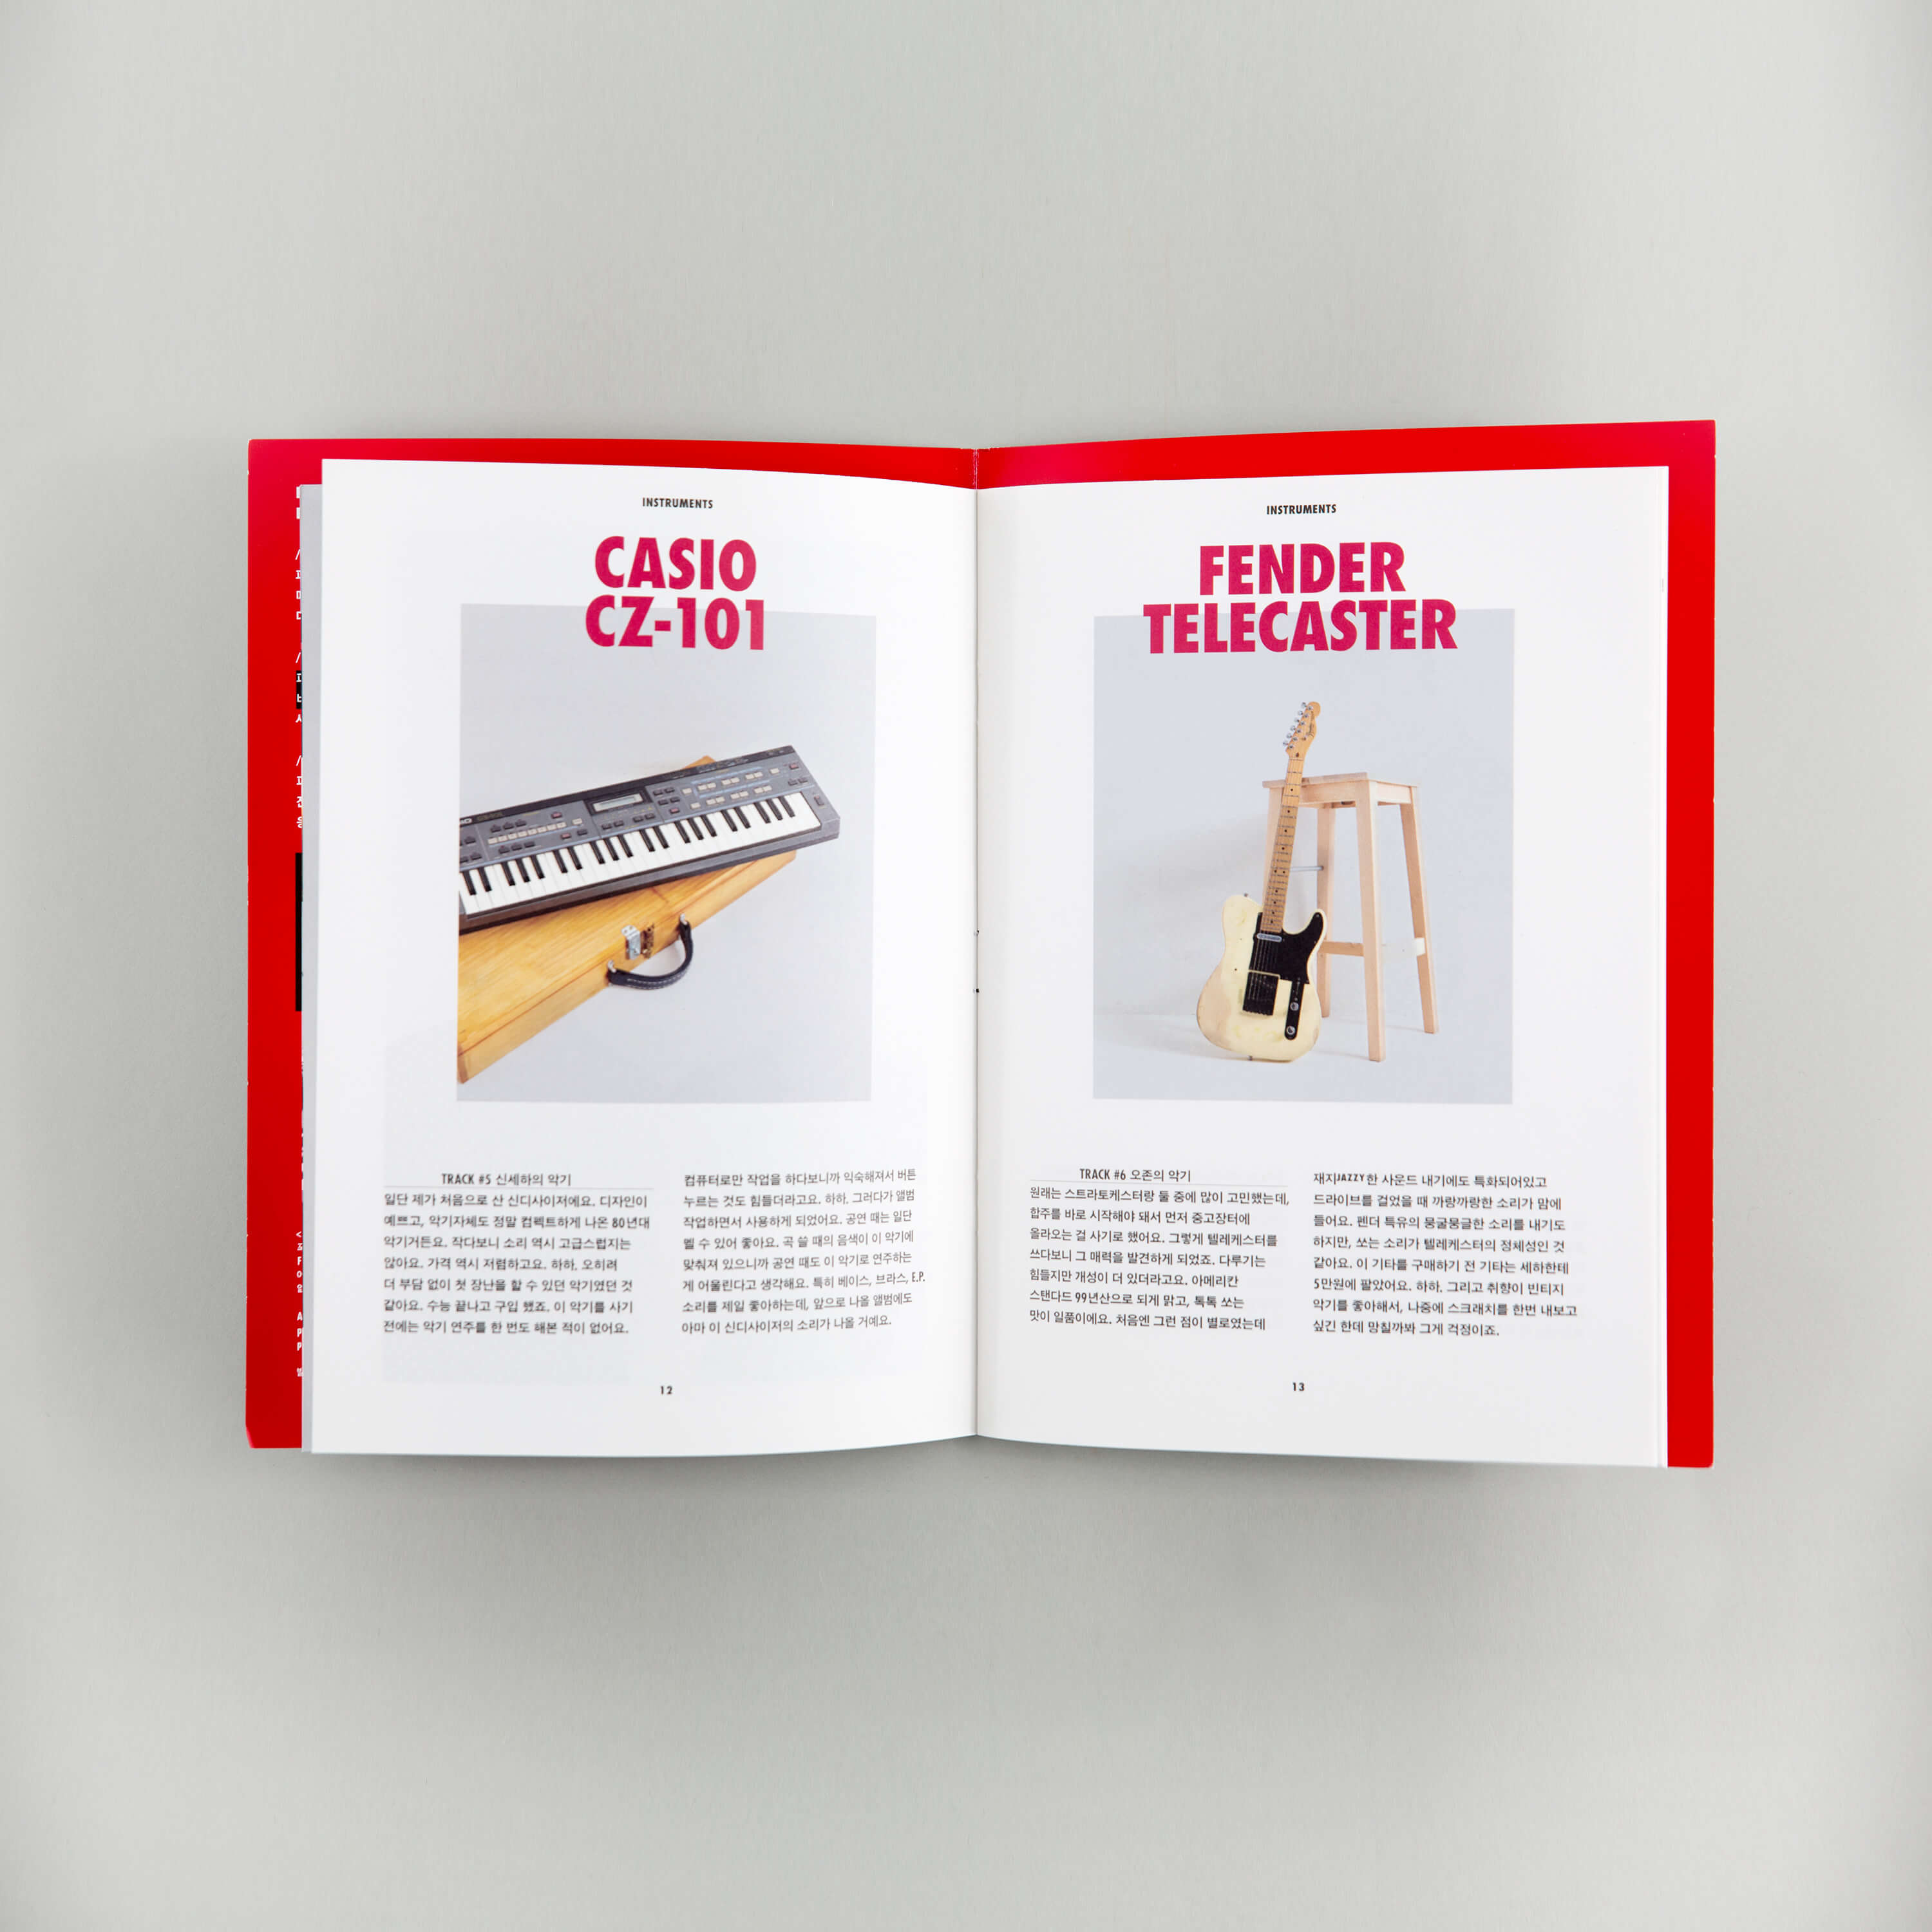 INSTRUMENTS
CASIO
CZ-101
TRACK #5 신세하의 악기
일단 제가 처음으로 산 신디사이저에요. 디자인이
예쁘고, 악기자체도 정말 컴팩트하게 나온 80년대
악기거든요. 작다보니 소리 역시 고급스럽지는
않아요. 가격 역시 저렴하고요. 하하. 오히려
더 부담 없이 첫 장난을 할 수 있던 악기였던 것
같아요. 수능 끝나고 구입 했죠. 이 악기를 사기
전에는 악기 연주를 한 번도 해본 적이 없어요.
컴퓨터로만 작업을 하다보니까 익숙해져서 버튼
누르는 것도 힘들더라고요. 하하. 그러다가 앨범
작업하면서 사용하게 되었어요. 공연 때는 일단
멜 수 있어 좋아요. 곡 쓸 때의 음색이 이 악기에
맞춰져 있으니까 공연 때도 이 악기로 연주하는
게 어울린다고 생각해요. 특히 베이스, 브라스, E.P.
소리를 제일 좋아하는데, 앞으로 나올 앨범에도
아마 이 신디사이저의 소리가 나올 거예요.
12
INSTRUMENTS
FENDER
TELECASTER
TRACK #6 오존의 악기
원래는 스트라토케스터랑 둘 중에 많이 고민했는데,
합주를 바로 시작해야 돼서 먼저 중고장터에
올라오는 걸 사기로 했어요. 그렇게 텔레케스터를
쓰다보니 그 매력을 발견하게 되었죠. 다루기는
힘들지만 개성이 더 있더라고요. 아메리칸
스탠다드 99년산으로 되게 맑고, 톡톡 쏘는
맛이 일품이에요. 처음엔 그런 점이 별로였는데
재지JAZZY한 사운드 내기에도 특화되어있고
드라이브를 걸었을 때 까랑까랑한 소리가 맘에
들어요. 펜더 특유의 뭉굴뭉글한 소리를 내기도
하지만, 쏘는 소리가 텔레케스터의 정체성인 것
같아요. 이 기타를 구매하기 전 기타는 세하한테
5만원에 팔았어요. 하하. 그리고 취향이 빈티지
악기를 좋아해서, 나중에 스크래치를 한번 내보고
싶긴 한데 망칠까봐 그게 걱정이죠.
13